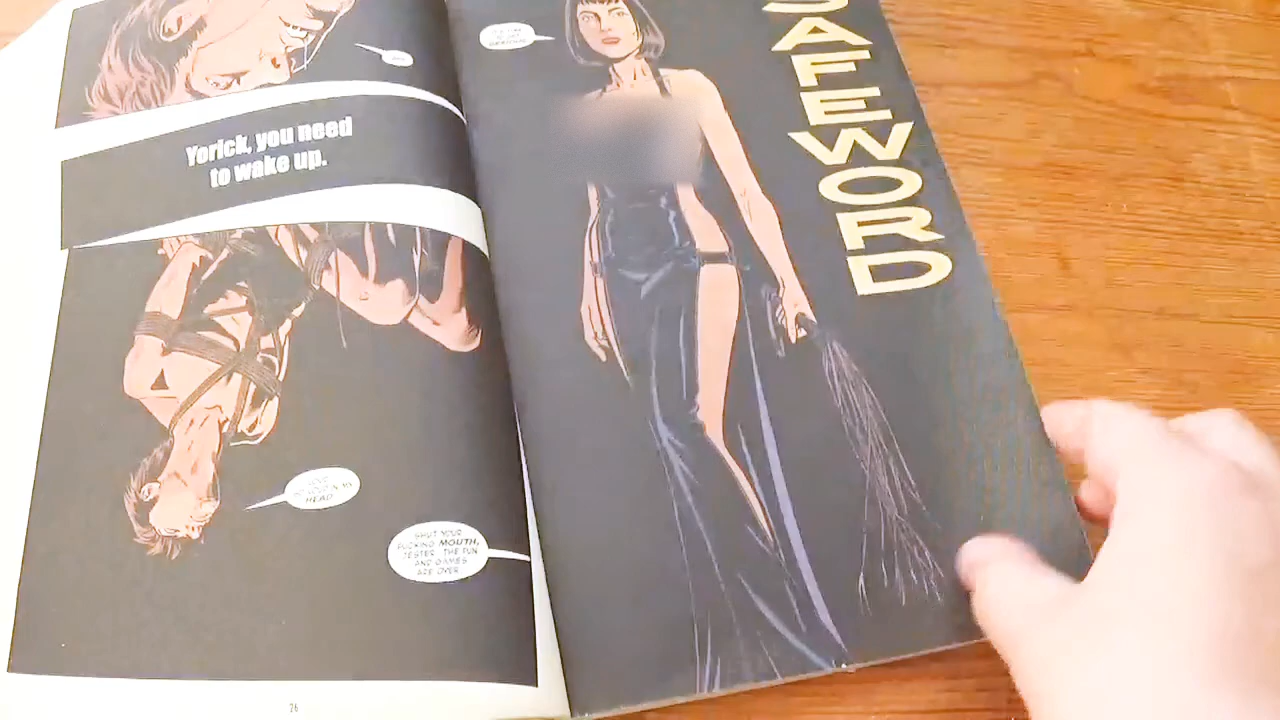 Yorick, you need
to wake up.
HEAD.
SHUT YOUR
FUCKING MOUTH,
JESTER. THE FUN
AND GAMES
ARE OVER.
26
SAFEWORD